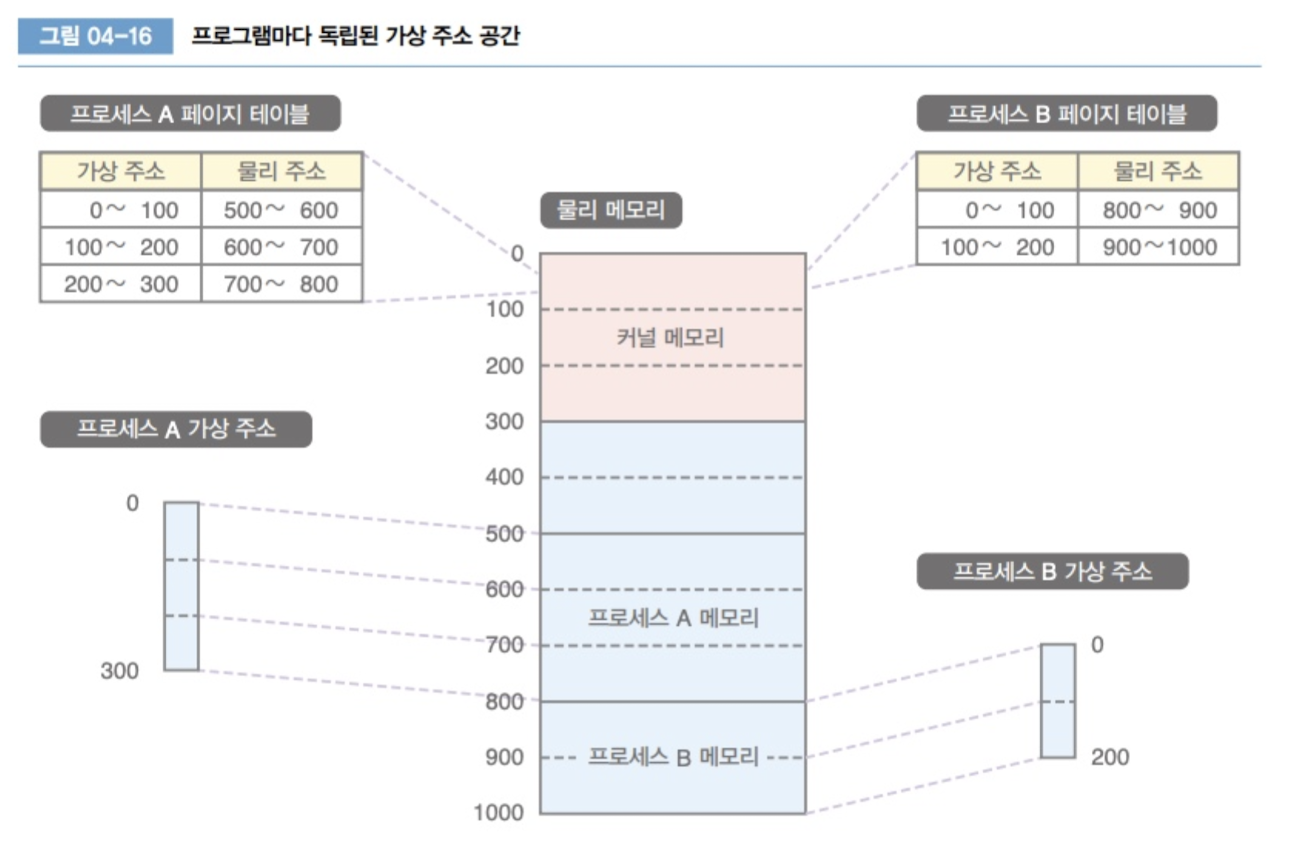 그림 04-16 프로그램마다 독립된 가상 주소 공간
프로세스 A 페이지 테이블
가상 주소 물리 주소
0~ 100 500~ 600
100~ 200 600~ 700
200~ 300 700~ 800
프로세스 B 페이지 테이블
가상 주소 물리 주소
0~ 100 800~ 900
100~ 200 900~1000
물리 메모리
0
100
커널 메모리
200
300
400
500
600
프로세스 A 메모리
700
800
900 프로세스 B 메모리
1000
프로세스 A 가상 주소
0
300
프로세스 B 가상 주소
0
200